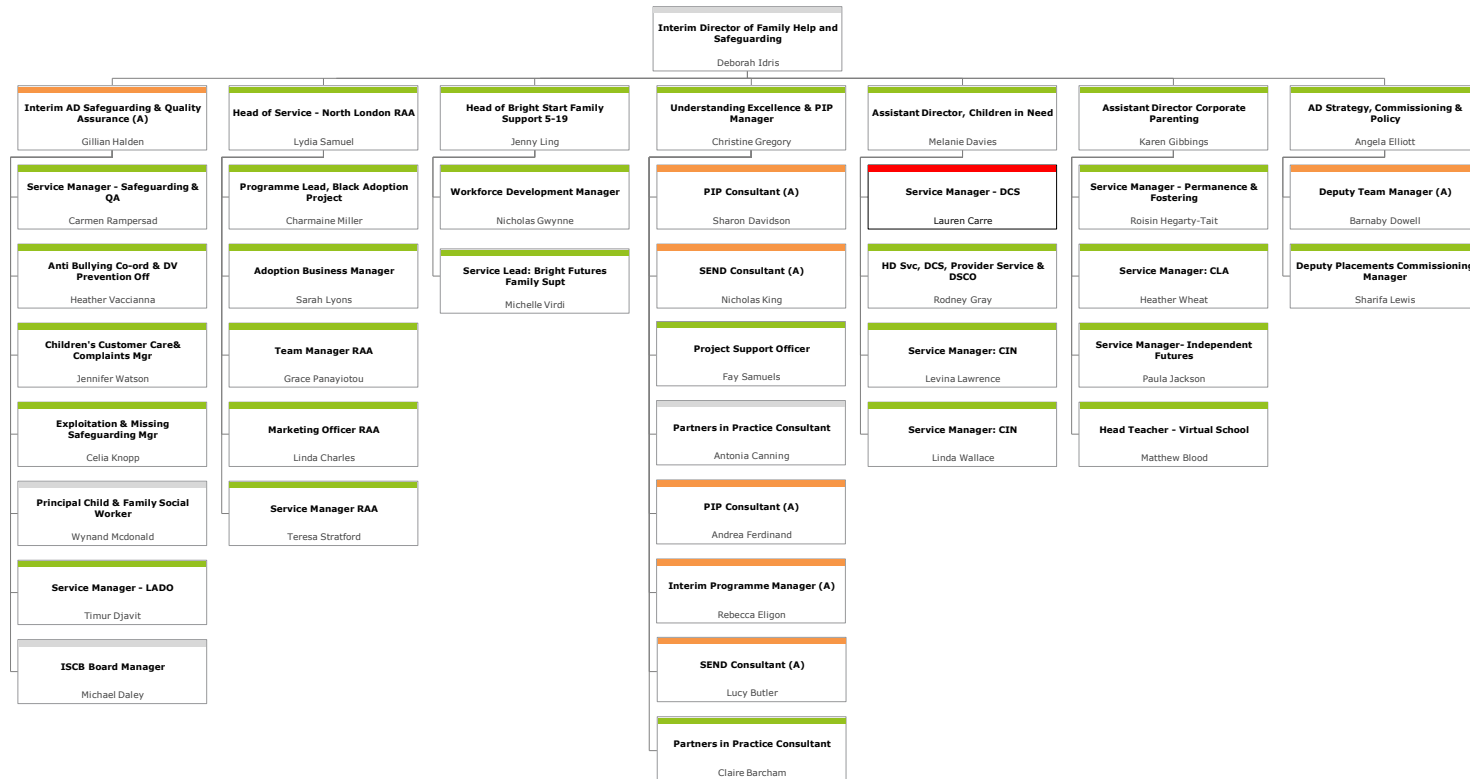 Interim Director of Family Help and
Safeguarding
Deborah Idris
Interim AD Safeguarding & Quality
Assurance (A)
Gillian Halden
Service Manager - Safeguarding &
QA
Carmen Rampersad
Anti Bullying Co-ord & DV
Prevention Off
Heather Vaccianna
Children's Customer Care&
Complaints Mgr
Jennifer Watson
Exploitation & Missing
Safeguarding Mgr
Celia Knopp
Principal Child & Family Social
Worker
Wynand Mcdonald
Service Manager - LADO
Timur Djavit
ISCB Board Manager
Michael Daley
Head of Service - North London RAA
Lydia Samuel
Programme Lead, Black Adoption
Project
Charmaine Miller
Adoption Business Manager
Sarah Lyons
Team Manager RAA
Grace Panayiotou
Marketing Officer RAA
Linda Charles
Service Manager RAA
Teresa Stratford
Head of Bright Start Family
Support 5-19
Jenny Ling
Workforce Development Manager
Nicholas Gwynne
Service Lead: Bright Futures
Family Supt
Michelle Virdi
Understanding Excellence & PIP
Manager
Christine Gregory
PIP Consultant (A)
Sharon Davidson
SEND Consultant (A)
Nicholas King
Project Support Officer
Fay Samuels
Partners in Practice Consultant
Antonia Canning
PIP Consultant (A)
Andrea Ferdinand
Interim Programme Manager (A)
Rebecca Eligon
SEND Consultant (A)
Lucy Butler
Partners in Practice Consultant
Claire Barcham
Assistant Director, Children in Need
Melanie Davies
Service Manager - DCS
Lauren Carre
HD Svc, DCS, Provider Service &
DSCO
Rodney Gray
Service Manager: CIN
Levina Lawrence
Service Manager: CIN
Linda Wallace
Assistant Director Corporate
Parenting
Karen Gibbings
Service Manager - Permanence &
Fostering
Roisin Hegarty-Tait
Service Manager: CLA
Heather Wheat
Service Manager- Independent
Futures
Paula Jackson
Head Teacher - Virtual School
Matthew Blood
AD Strategy, Commissioning &
Policy
Angela Elliott
Deputy Team Manager (A)
Barnaby Dowell
Deputy Placements Commissioning
Manager
Sharifa Lewis